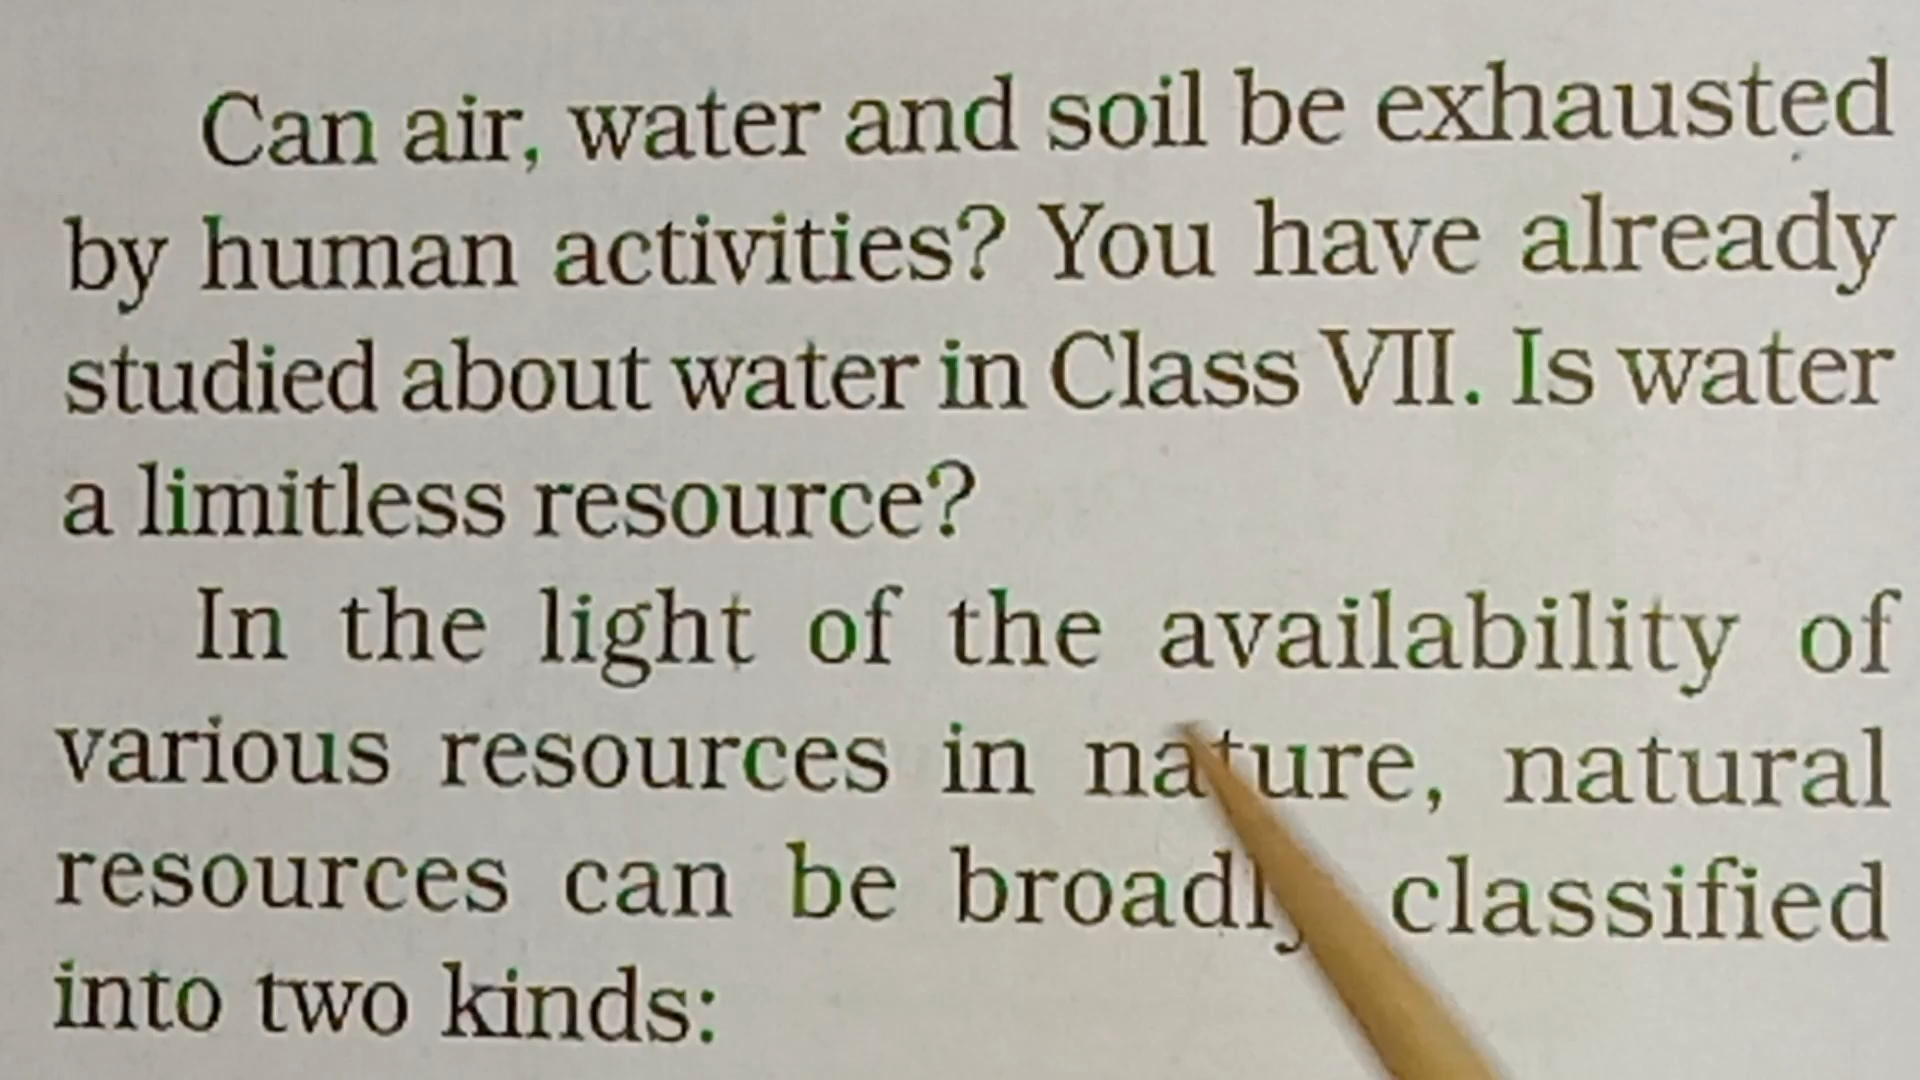 Can air, water and soil be exhausted
by human activities? You have already
studied about water in Class VII. Is water
a limitless resource?
In the light of the availability of
various resources in nature, natural
resources can be broadly classified
into two kinds: